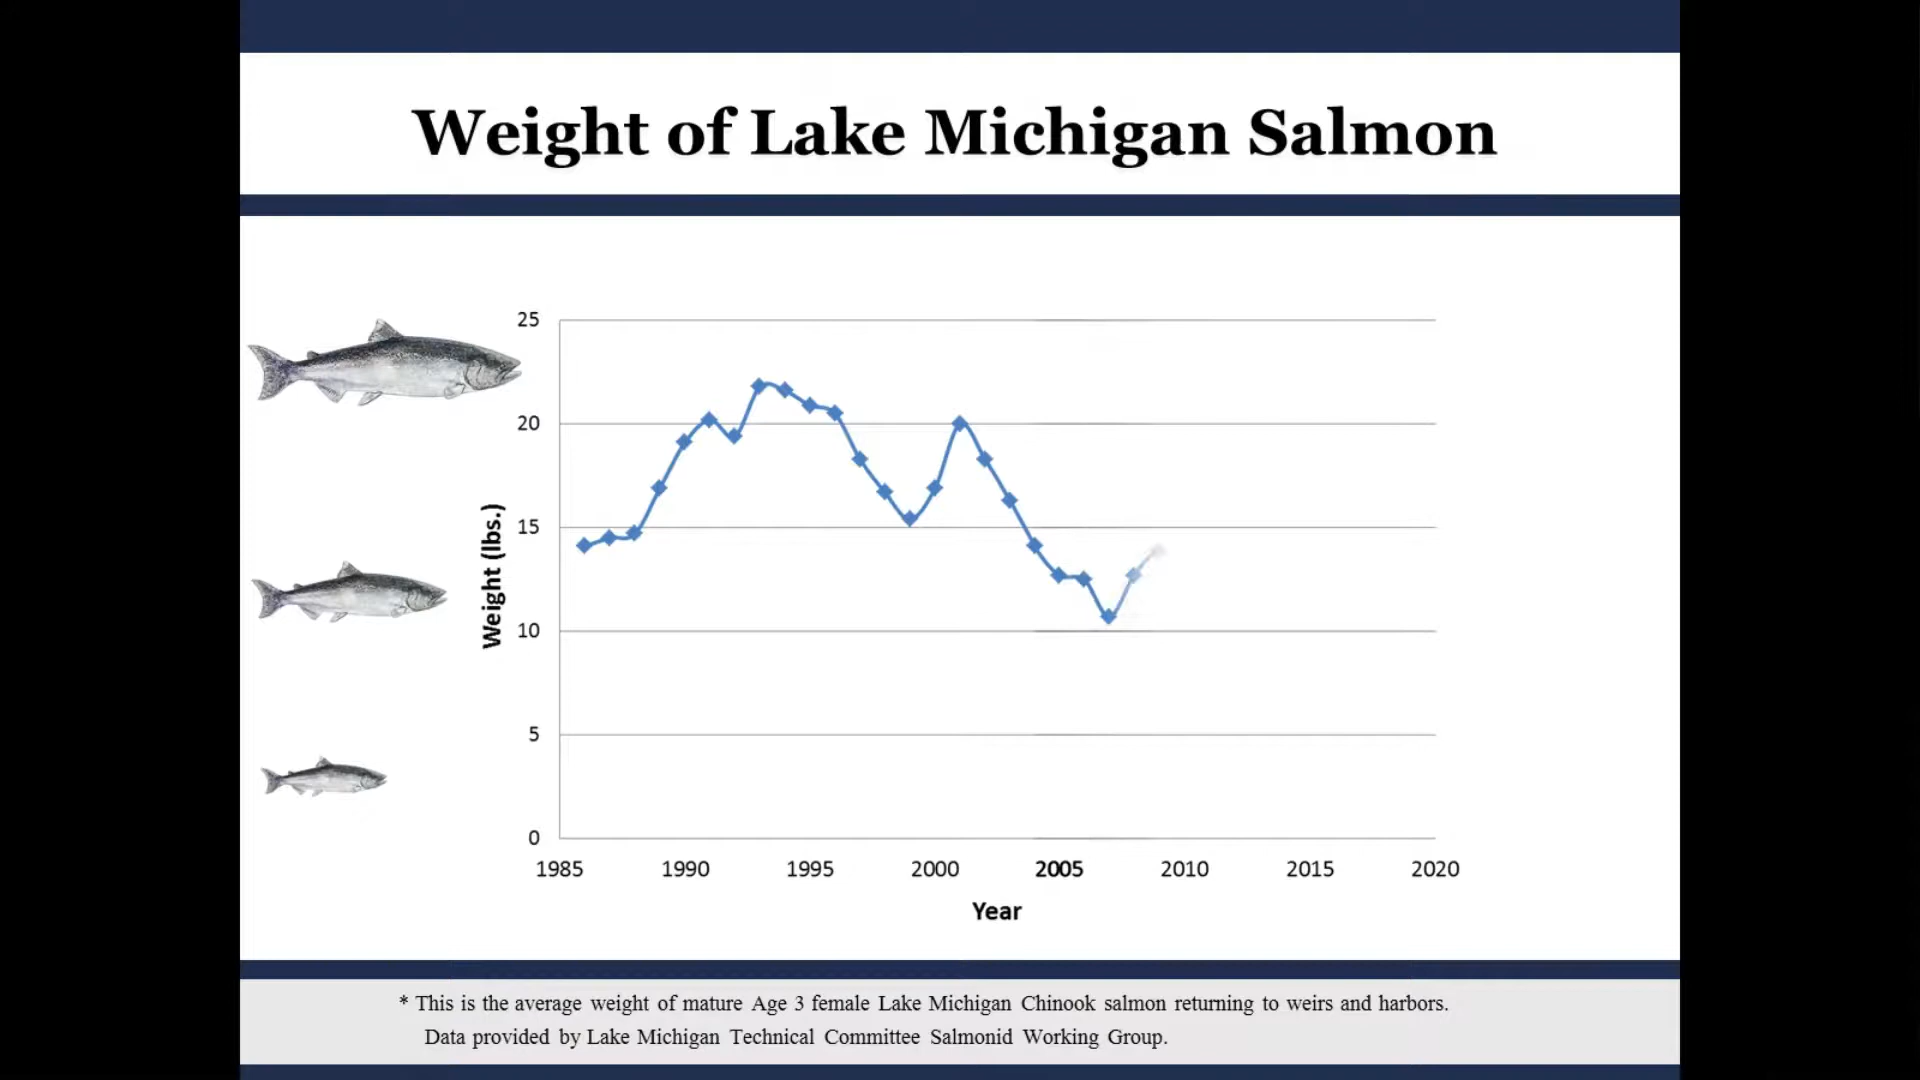 Weight of Lake Michigan Salmon
25
20
15
10
5
0
Weight (lbs.)
1985 1990 1995 2000 2005 2010 2015 2020
Year
* This is the average weight of mature Age 3 female Lake Michigan Chinook salmon returning to weirs and harbors.
Data provided by Lake Michigan Technical Committee Salmonid Working Group.